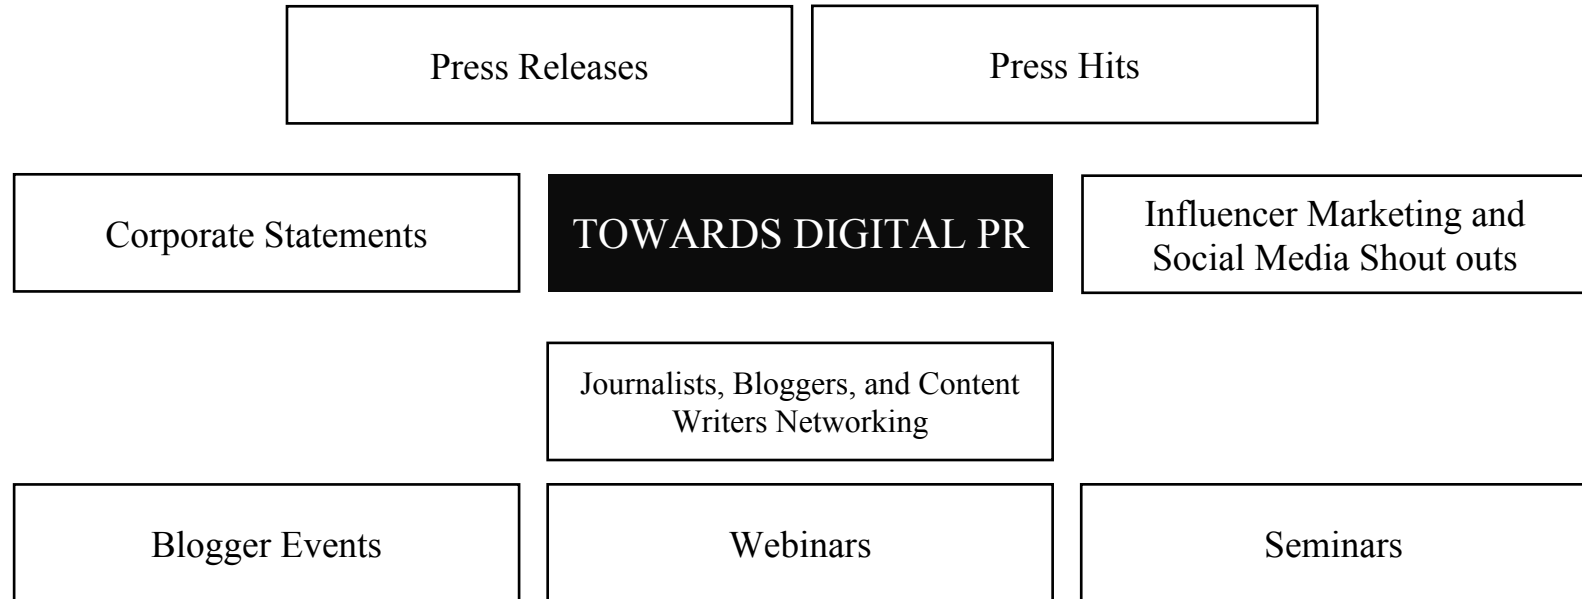 Press Releases
Press Hits
Corporate Statements
TOWARDS DIGITAL PR
Influencer Marketing and
Social Media Shout outs
Journalists, Bloggers, and Content
Writers Networking
Blogger Events
Webinars
Seminars